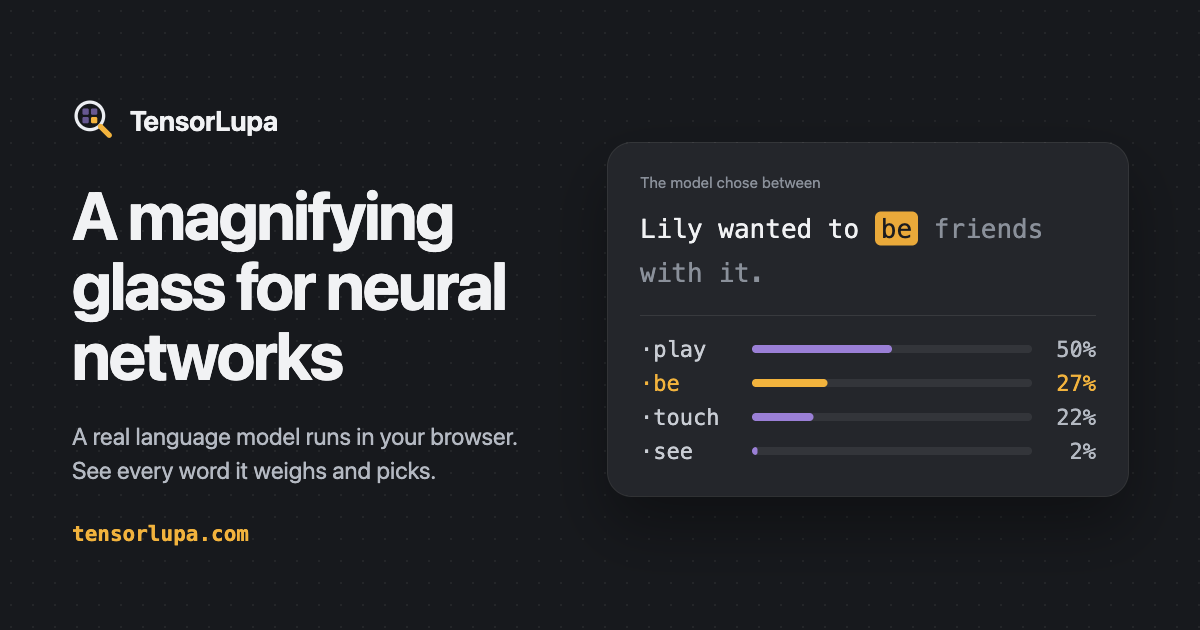 TensorLupa
A magnifying
glass for neural
networks
A real language model runs in your browser.
See every word it weighs and picks.
tensorlupa.com
The model chose between
Lily wanted to be friends
with it.
·play 50%
·be 27%
·touch 22%
·see 2%